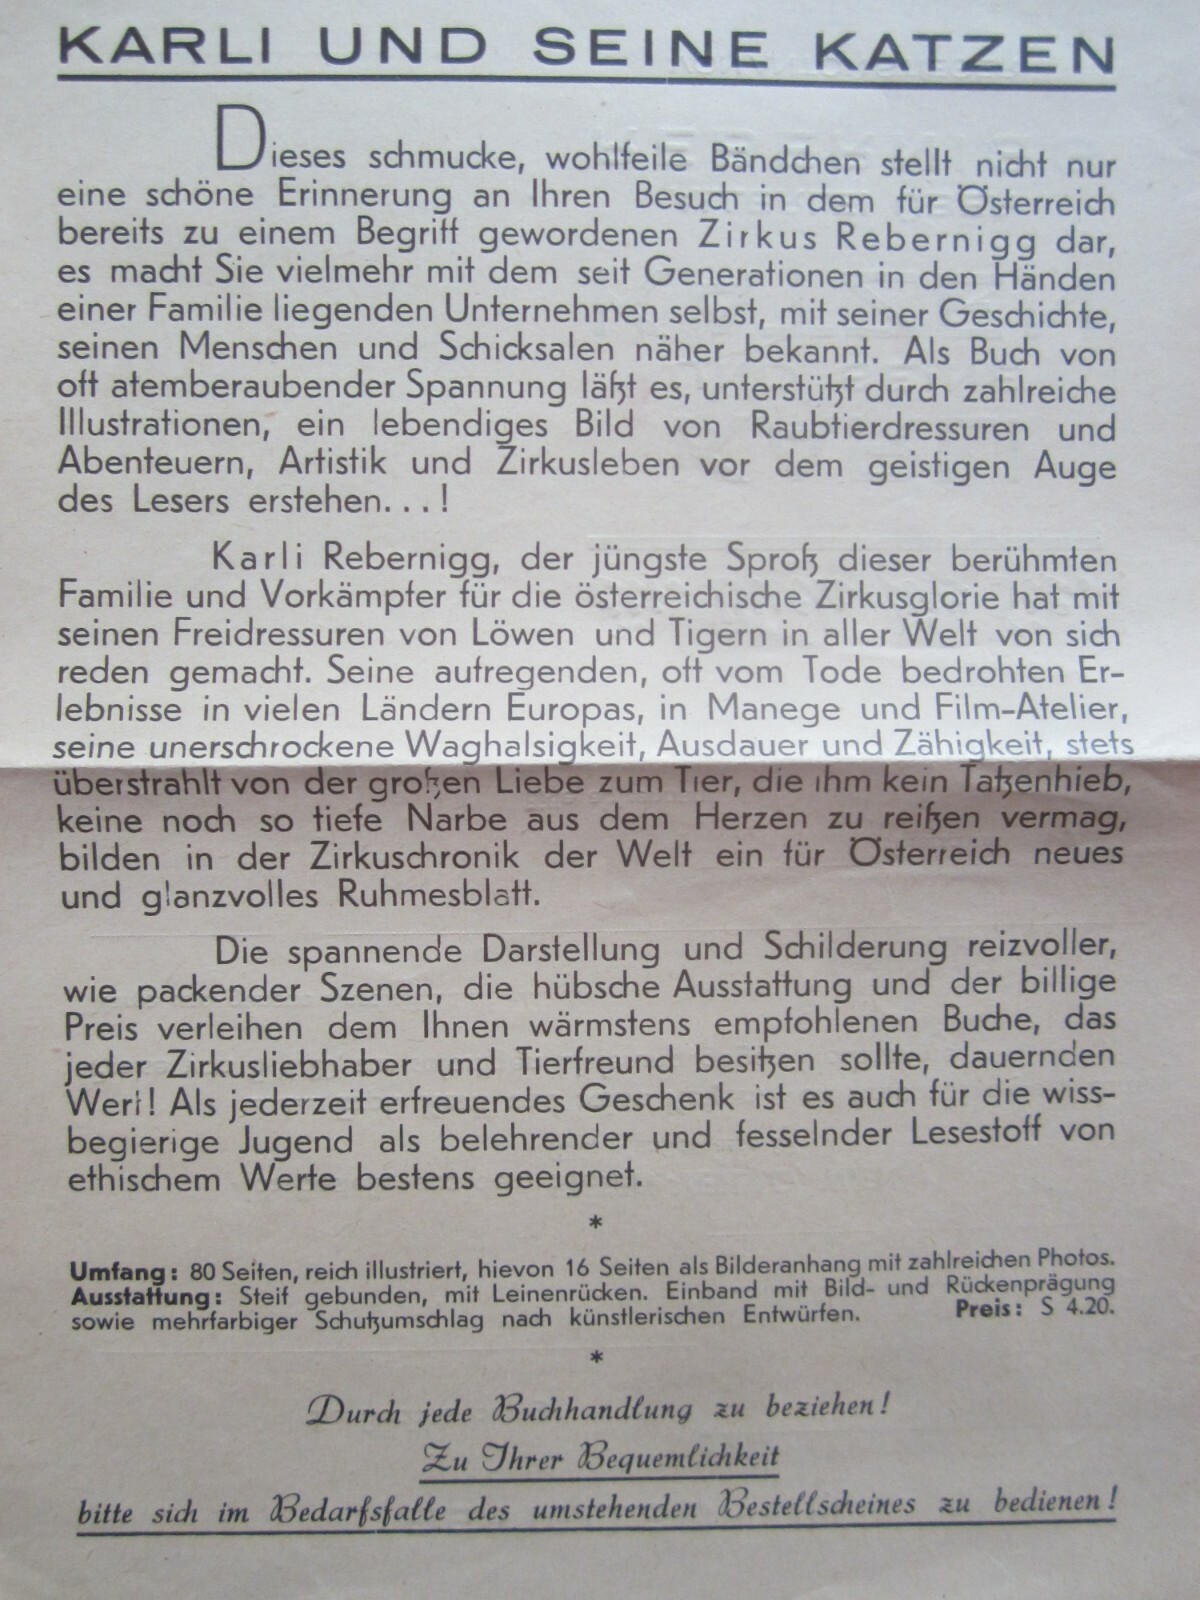 KARLI UND SEINE KATZEN
Dieses schmucke, wohlfeile Bändchen stellt nicht nur
eine schöne Erinnerung an Ihren Besuch in dem für Österreich
bereits zu einem Begriff gewordenen Zirkus Rebernigg dar,
es macht Sie vielmehr mit dem seit Generationen in den Händen
einer Familie liegenden Unternehmen selbst, mit seiner Geschichte,
seinen Menschen und Schicksalen näher bekannt. Als Buch von
oft atemberaubender Spannung läßt es, unterstützt durch zahlreiche
Illustrationen, ein lebendiges Bild von Raubtierdressuren und
Abenteuern, Artistik und Zirkusleben vor dem geistigen Auge
des Lesers erstehen...!
Karli Rebernigg, der jüngste Sproß dieser berühmten
Familie und Vorkämpfer für die österreichische Zirkusglorie hat mit
seinen Freidressuren von Löwen und Tigern in aller Welt von sich
reden gemacht. Seine aufregenden, oft vom Tode bedrohten Er-
lebnisse in vielen Ländern Europas, in Manege und Film-Atelier,
seine unerschrockene Waghalsigkeit, Ausdauer und Zähigkeit, stets
überstrahlt von der großen Liebe zum Tier, die ihm kein Tatzenhieb,
keine noch so tiefe Narbe aus dem Herzen zu reißen vermag,
bilden in der Zirkuschronik der Welt ein für Österreich neues
und glanzvolles Ruhmesblatt.
Die spannende Darstellung und Schilderung reizvoller,
wie packender Szenen, die hübsche Ausstattung und der billige
Preis verleihen dem Ihnen wärmstens empfohlenen Buche, das
jeder Zirkusliebhaber und Tierfreund besitzen sollte, dauernden
Wert! Als jederzeit erfreuendes Geschenk ist es auch für die wiss-
begierige Jugend als belehrender und fesselnder Lesestoff von
ethischem Werte bestens geeignet.
*
Umfang: 80 Seiten, reich illustriert, hievon 16 Seiten als Bilderanhang mit zahlreichen Photos.
Ausstattung: Steif gebunden, mit Leinenrücken. Einband mit Bild- und Rückenprägung
sowie mehrfarbiger Schutzumschlag nach künstlerischen Entwürfen. Preis: S 4.20.
*
Durch jede Buchhandlung zu beziehen!
Zu Ihrer Bequemlichkeit
bitte sich im Bedarfsfalle des umstehenden Bestellscheines zu bedienen!